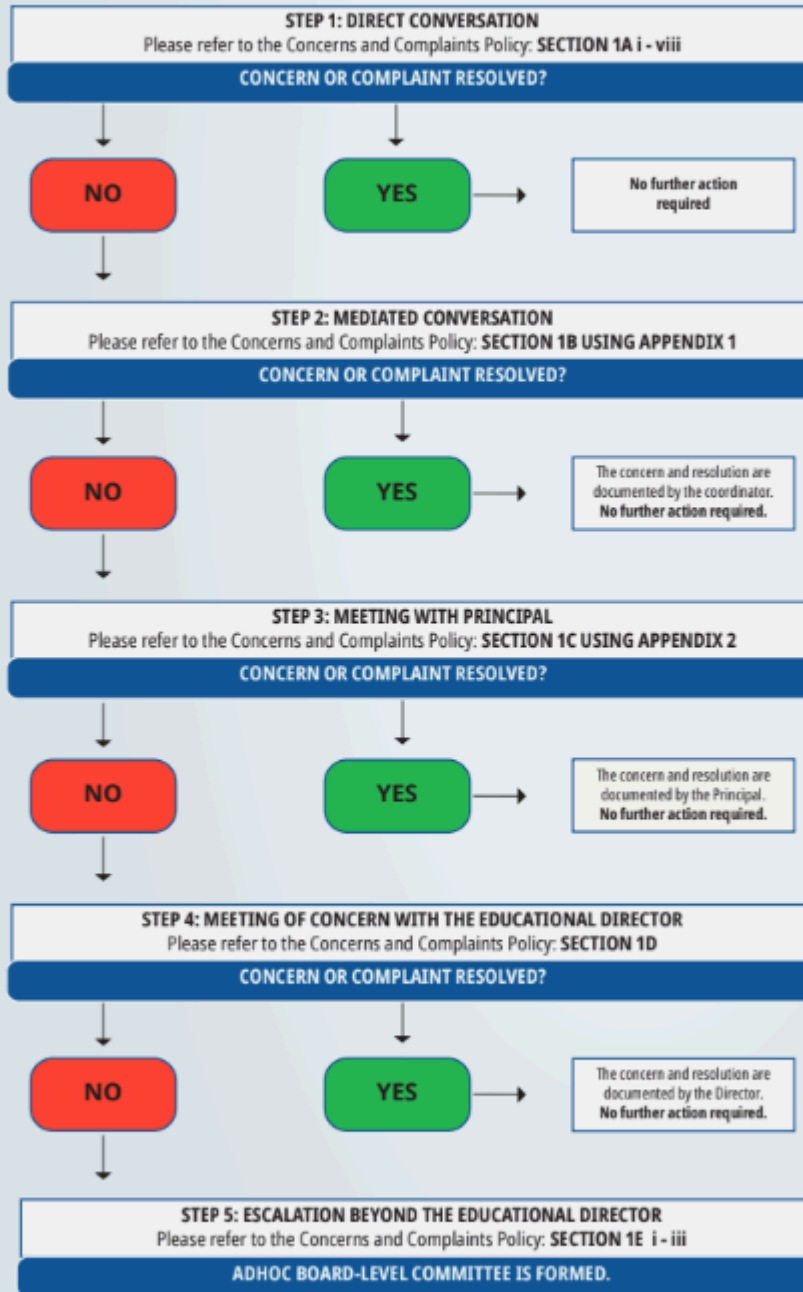 STEP 1: DIRECT CONVERSATION
Please refer to the Concerns and Complaints Policy: SECTION 1A i - viii
CONCERN OR COMPLAINT RESOLVED?
NO
YES
No further action
required
STEP 2: MEDIATED CONVERSATION
Please refer to the Concerns and Complaints Policy: SECTION 1B USING APPENDIX 1
CONCERN OR COMPLAINT RESOLVED?
NO
YES
The concern and resolution are
documented by the coordinator.
No further action required.
STEP 3: MEETING WITH PRINCIPAL
Please refer to the Concerns and Complaints Policy: SECTION 1C USING APPENDIX 2
CONCERN OR COMPLAINT RESOLVED?
NO
YES
The concern and resolution are
documented by the Principal.
No further action required.
STEP 4: MEETING OF CONCERN WITH THE EDUCATIONAL DIRECTOR
Please refer to the Concerns and Complaints Policy: SECTION 1D
CONCERN OR COMPLAINT RESOLVED?
NO
YES
The concern and resolution are
documented by the Director.
No further action required.
STEP 5: ESCALATION BEYOND THE EDUCATIONAL DIRECTOR
Please refer to the Concerns and Complaints Policy: SECTION 1E i - iii
ADHOC BOARD-LEVEL COMMITTEE IS FORMED.